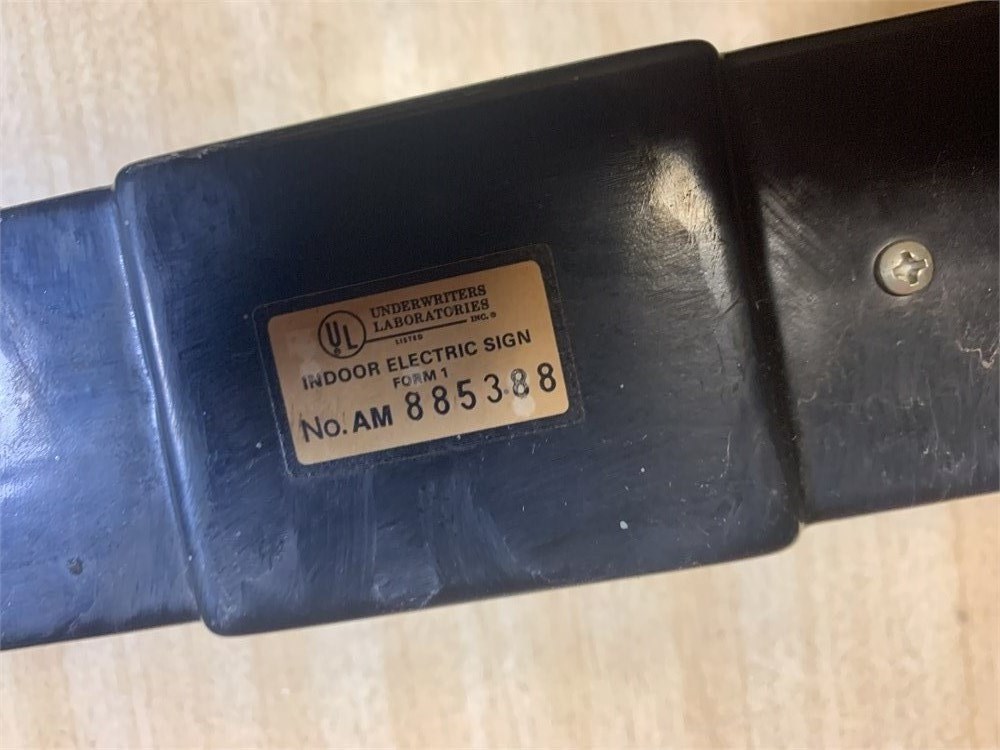 UL®
UNDERWRITERS
LABORATORIES
LISTED INC.®
INDOOR ELECTRIC SIGN
FORM 1
No. AM 885388